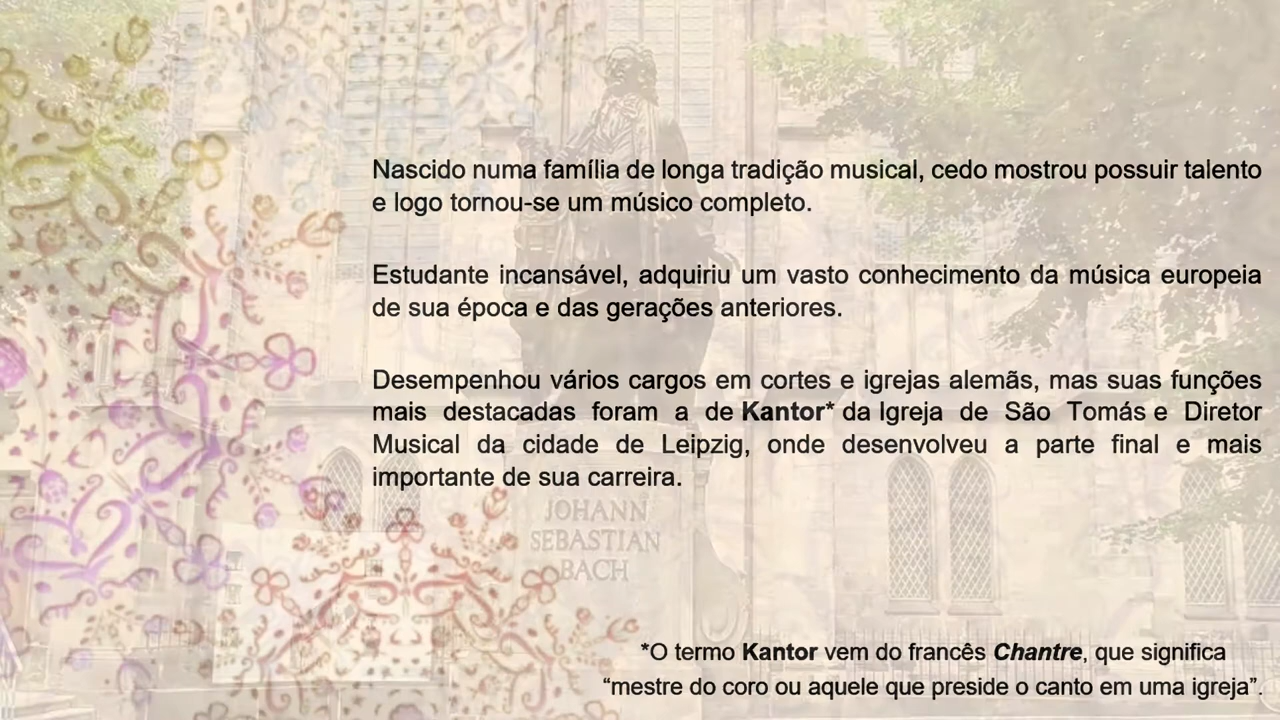 Nascido numa família de longa tradição musical, cedo mostrou possuir talento
e logo tornou-se um músico completo.
Estudante incansável, adquiriu um vasto conhecimento da música europeia
de sua época e das gerações anteriores.
Desempenhou vários cargos em cortes e igrejas alemãs, mas suas funções
mais destacadas foram a de Kantor* da Igreja de São Tomás e Diretor
Musical da cidade de Leipzig, onde desenvolveu a parte final e mais
importante de sua carreira.
JOHANN
SEBASTIAN
BACH
*O termo Kantor vem do francês Chantre, que significa
“mestre do coro ou aquele que preside o canto em uma igreja”.